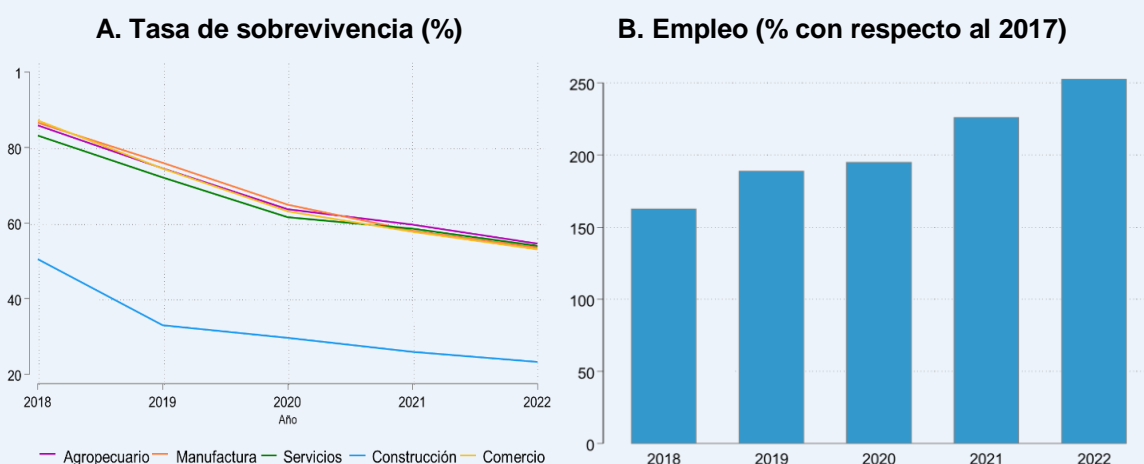 A. Tasa de sobrevivencia (%)
1
80
60
40
20
2018 2019 2020 2021 2022
Año
Agropecuario Manufactura Servicios Construcción Comercio
B. Empleo (% con respecto al 2017)
250
200
150
100
50
0
2018 2019 2020 2021 2022